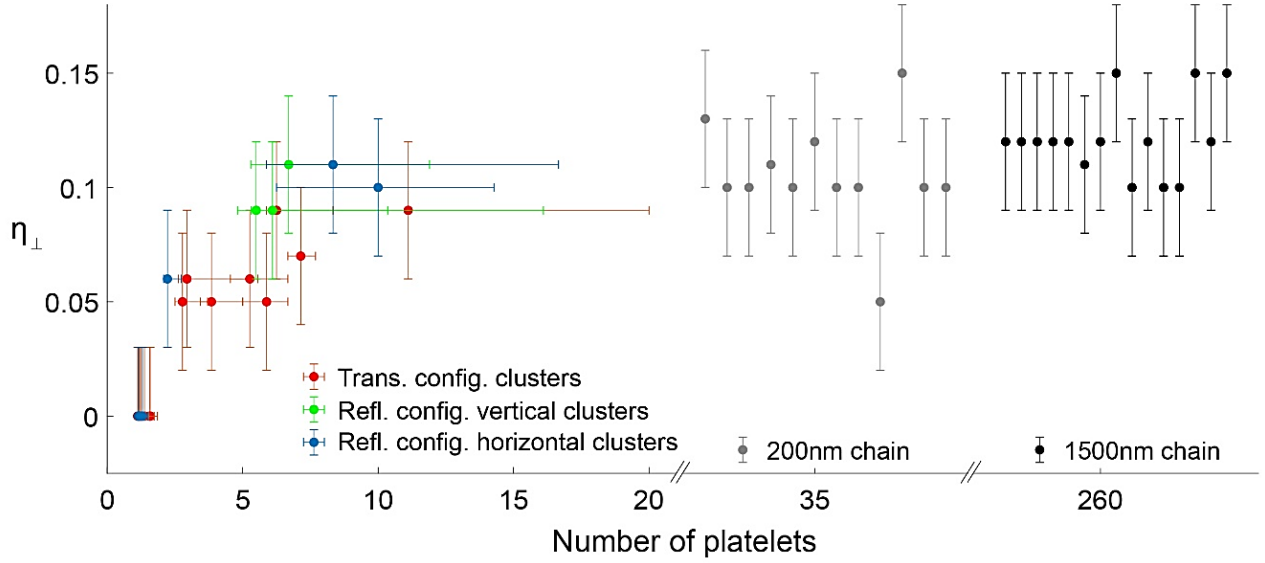 0.15
0.1
η⊥
0.05
Trans. config. clusters
Refl. config. vertical clusters
0
Refl. config. horizontal clusters
200nm chain
1500nm chain
0 5 10 15 20 35 260
Number of platelets